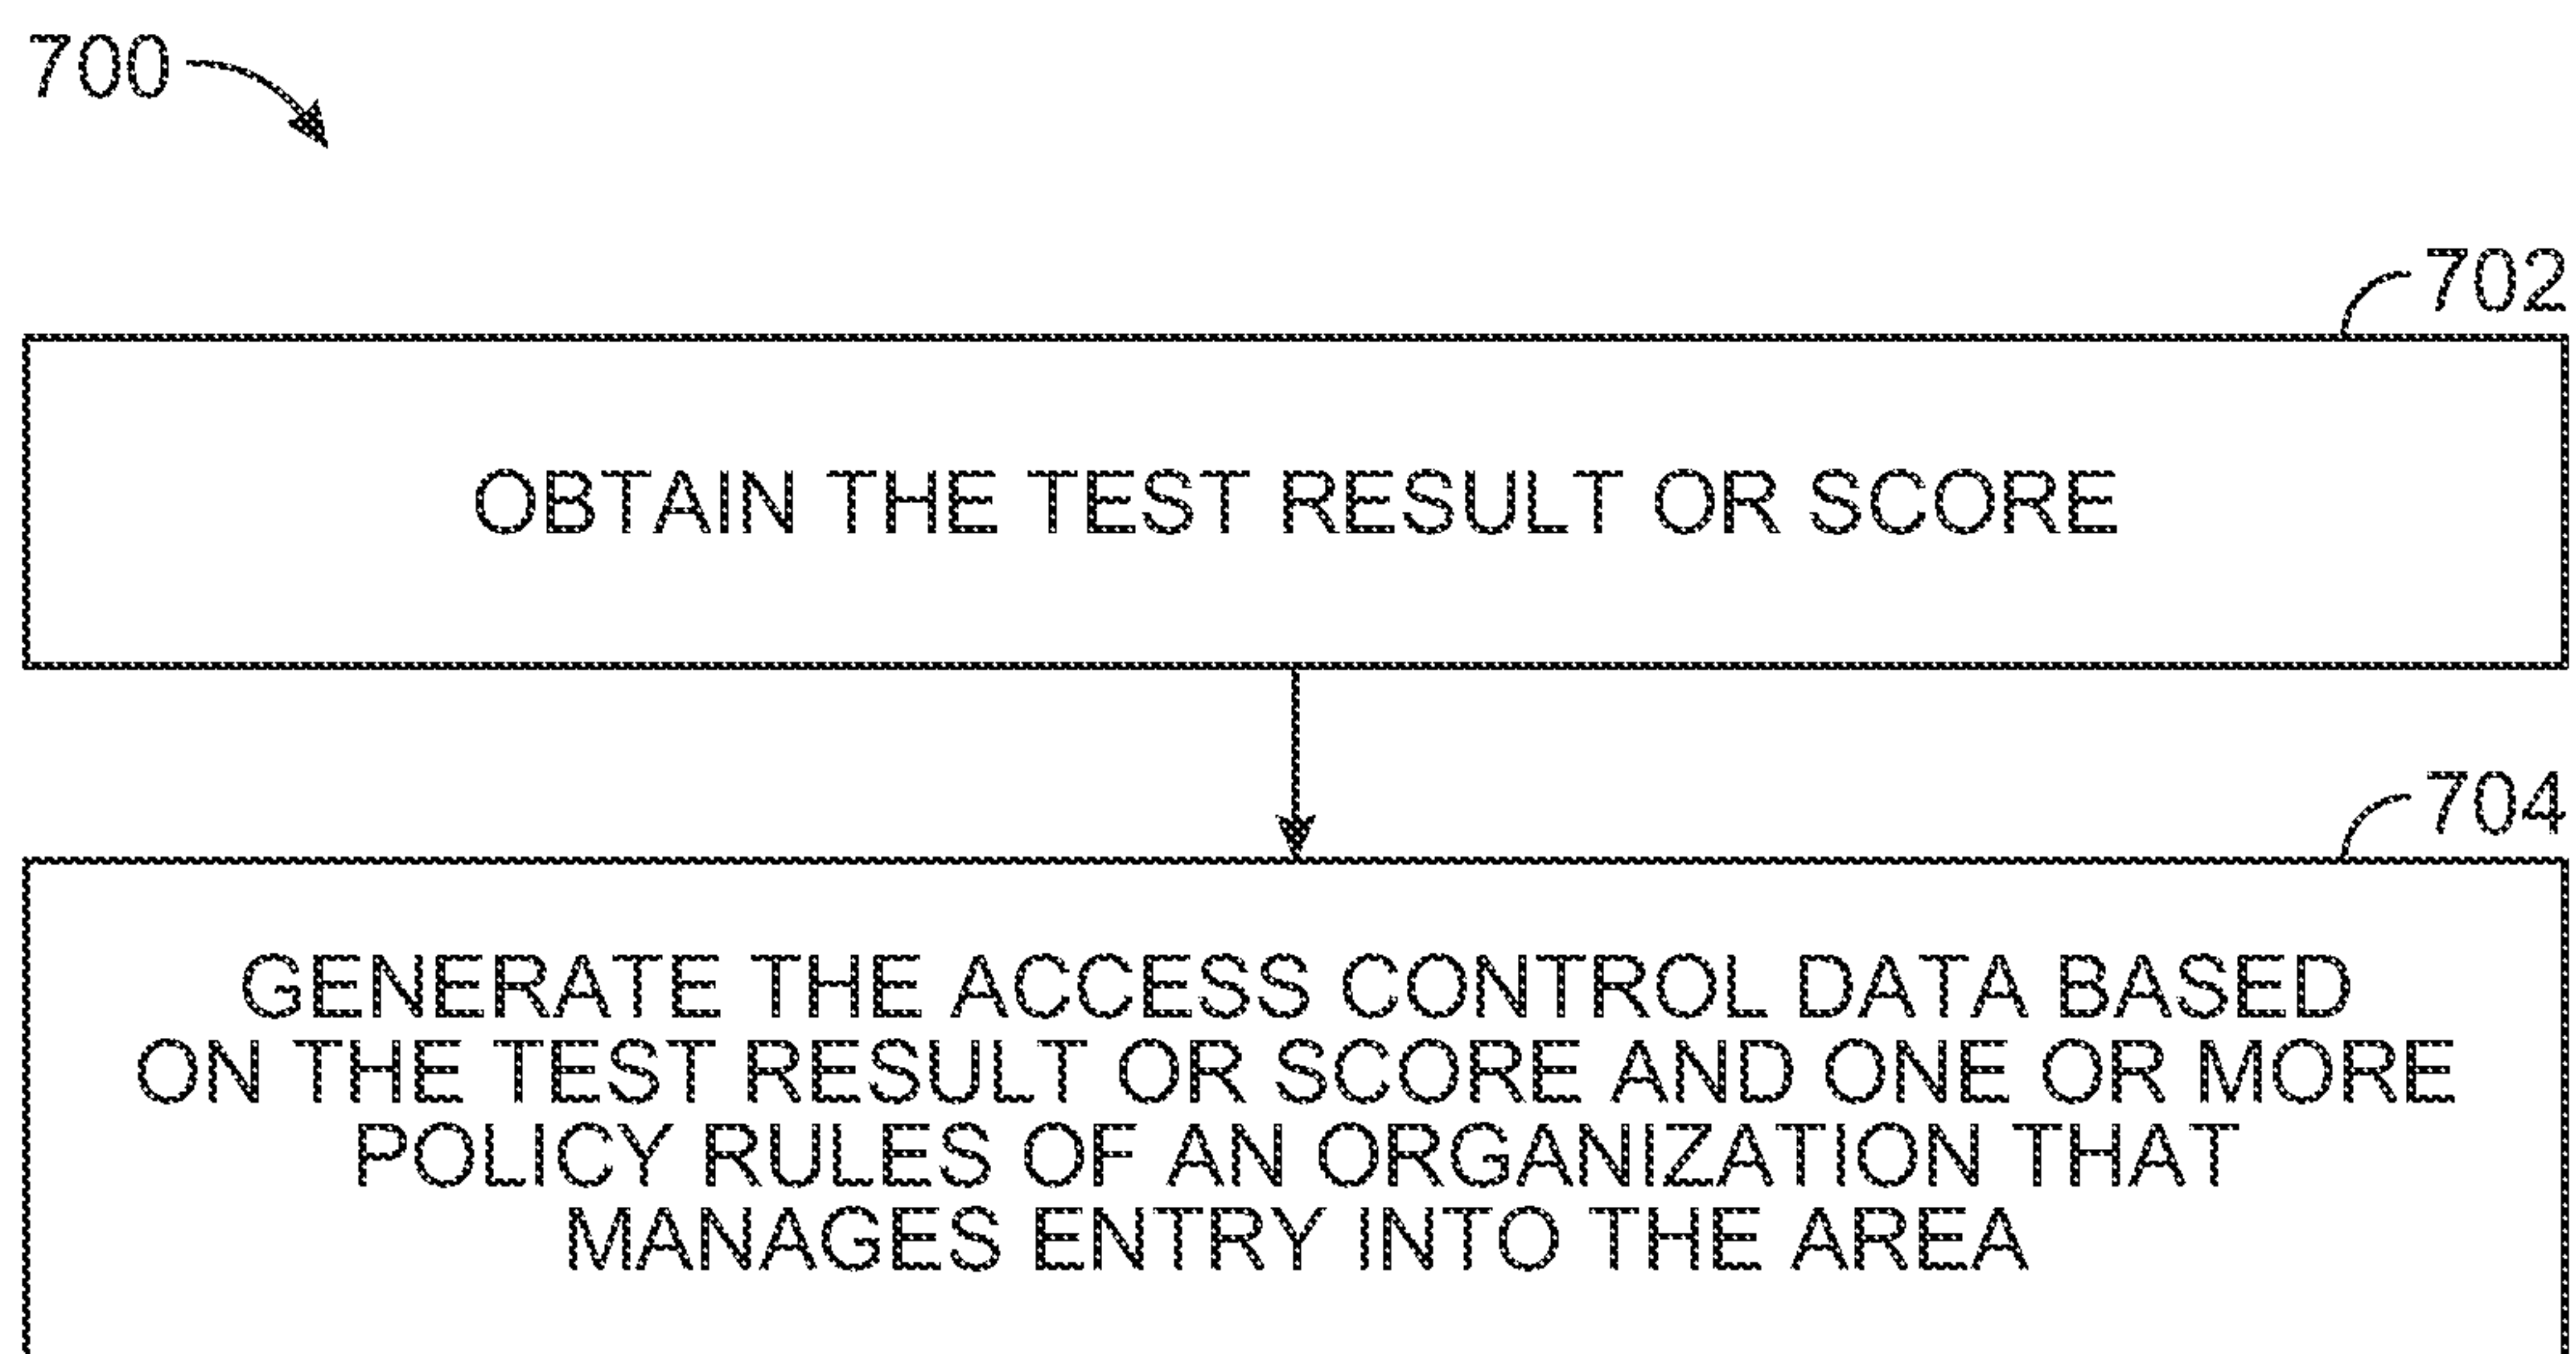 700
702
OBTAIN THE TEST RESULT OR SCORE
704
GENERATE THE ACCESS CONTROL DATA BASED
ON THE TEST RESULT OR SCORE AND ONE OR MORE
POLICY RULES OF AN ORGANIZATION THAT
MANAGES ENTRY INTO THE AREA